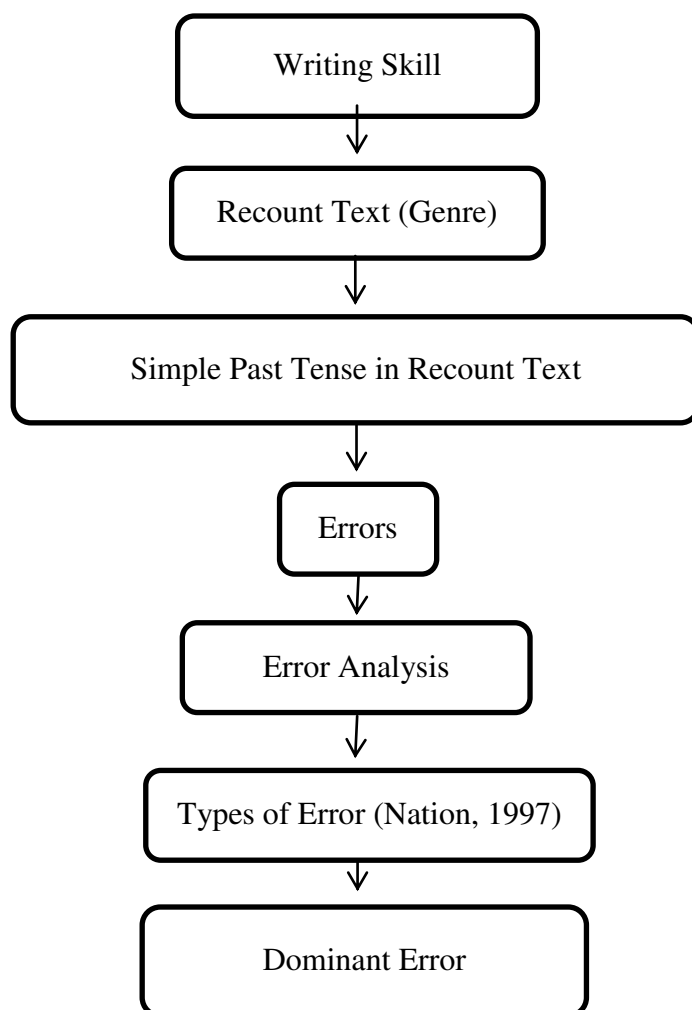 Writing Skill
Recount Text (Genre)
Simple Past Tense in Recount Text
Errors
Error Analysis
Types of Error (Nation, 1997)
Dominant Error